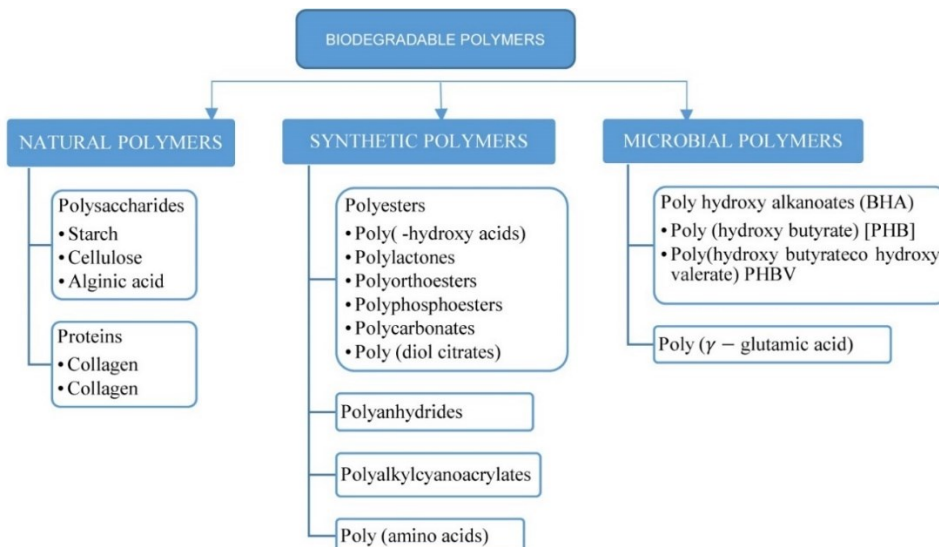 BIODEGRADABLE POLYMERS
NATURAL POLYMERS
Polysaccharides
• Starch
• Cellulose
• Alginic acid
Proteins
• Collagen
• Collagen
SYNTHETIC POLYMERS
Polyesters
• Poly( -hydroxy acids)
• Polylactones
• Polyorthoesters
• Polyphosphoesters
• Polycarbonates
• Poly (diol citrates)
Polyanhydrides
Polyalkylcyanoacrylates
Poly (amino acids)
MICROBIAL POLYMERS
Poly hydroxy alkanoates (BHA)
• Poly (hydroxy butyrate) [PHB]
• Poly(hydroxy butyrateco hydroxy
valerate) PHBV
Poly (γ − glutamic acid)